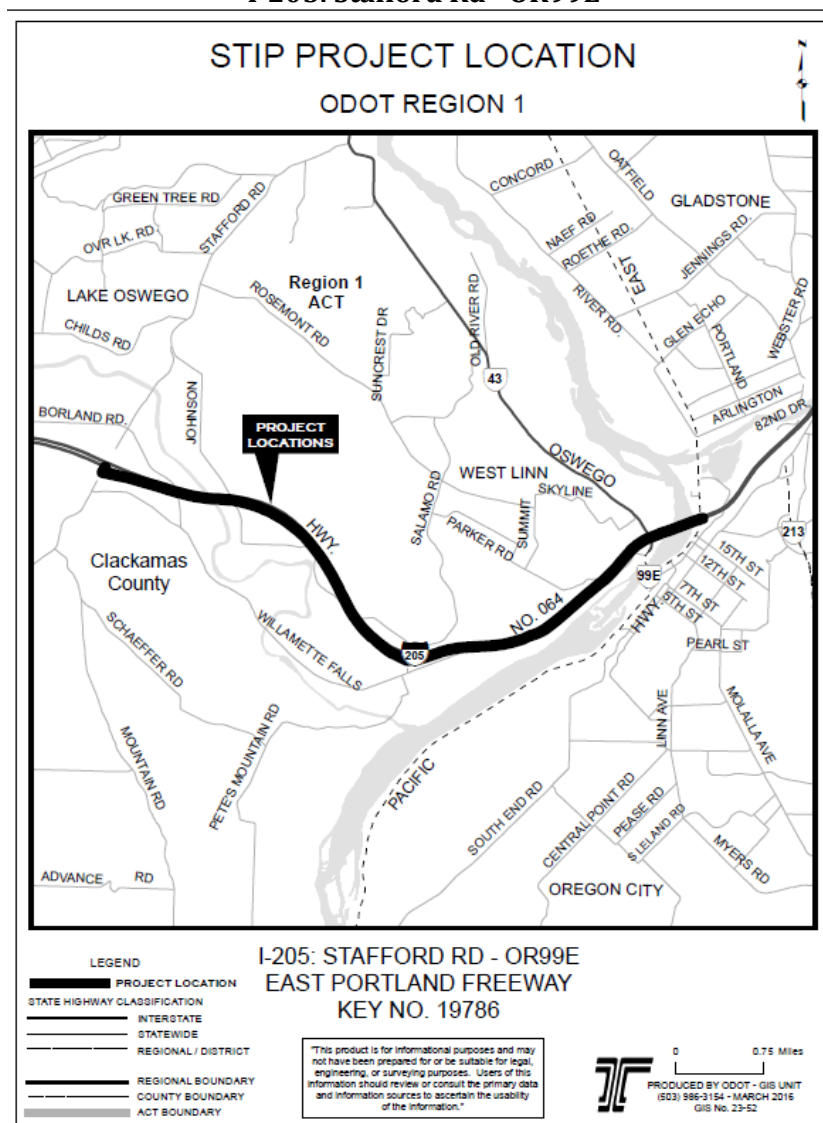 I-205: Stafford Rd - OR99E
STIP PROJECT LOCATION
ODOT REGION 1
N
CONCORD
OATFIELD
GREEN TREE RD
STAFFORD RD
GLADSTONE
NAEF RD
ROETHE RD.
JENNINGS RD.
OVR LK. RD
EAST
Region 1
ACT
LAKE OSWEGO
ROSEMONT RD
OLD RIVER RD
RIVER RD.
GLEN ECHO
WEBSTER RD
CHILDS RD
SUNCREST DR
PORTLAND
43
JOHNSON
ARLINGTON
BORLAND RD.
82ND DR
PROJECT
LOCATIONS
WEST LINN
OSWEGO
SKYLINE
SALAMO RD
SUMMIT
PARKER RD
HWY.
213
15TH ST
12TH ST
Clackamas
County
99E
7TH ST
5TH ST
HWY.
NO. 064
SCHAEFFER RD
WILLAMETTE FALLS
205
PEARL ST
LINN AVE
MOLALLA AVE
MOUNTAIN RD
PETE'S MOUNTAIN RD
PACIFIC
SOUTH END RD
CENTRAL POINT RD
PEASE RD
S LELAND RD
MYERS RD
ADVANCE RD
OREGON CITY
LEGEND
PROJECT LOCATION
STATE HIGHWAY CLASSIFICATION
INTERSTATE
STATEWIDE
REGIONAL / DISTRICT
REGIONAL BOUNDARY
COUNTY BOUNDARY
ACT BOUNDARY
I-205: STAFFORD RD - OR99E
EAST PORTLAND FREEWAY
KEY NO. 19786
"This product is for informational purposes and may
not have been prepared for or be suitable for legal,
engineering, or surveying purposes. Users of this
information should review or consult the primary data
and information sources to ascertain the usability
of the information."
0 0.75 Miles
PRODUCED BY ODOT - GIS UNIT
(503) 986-3154 - MARCH 2016
GIS No. 23-52